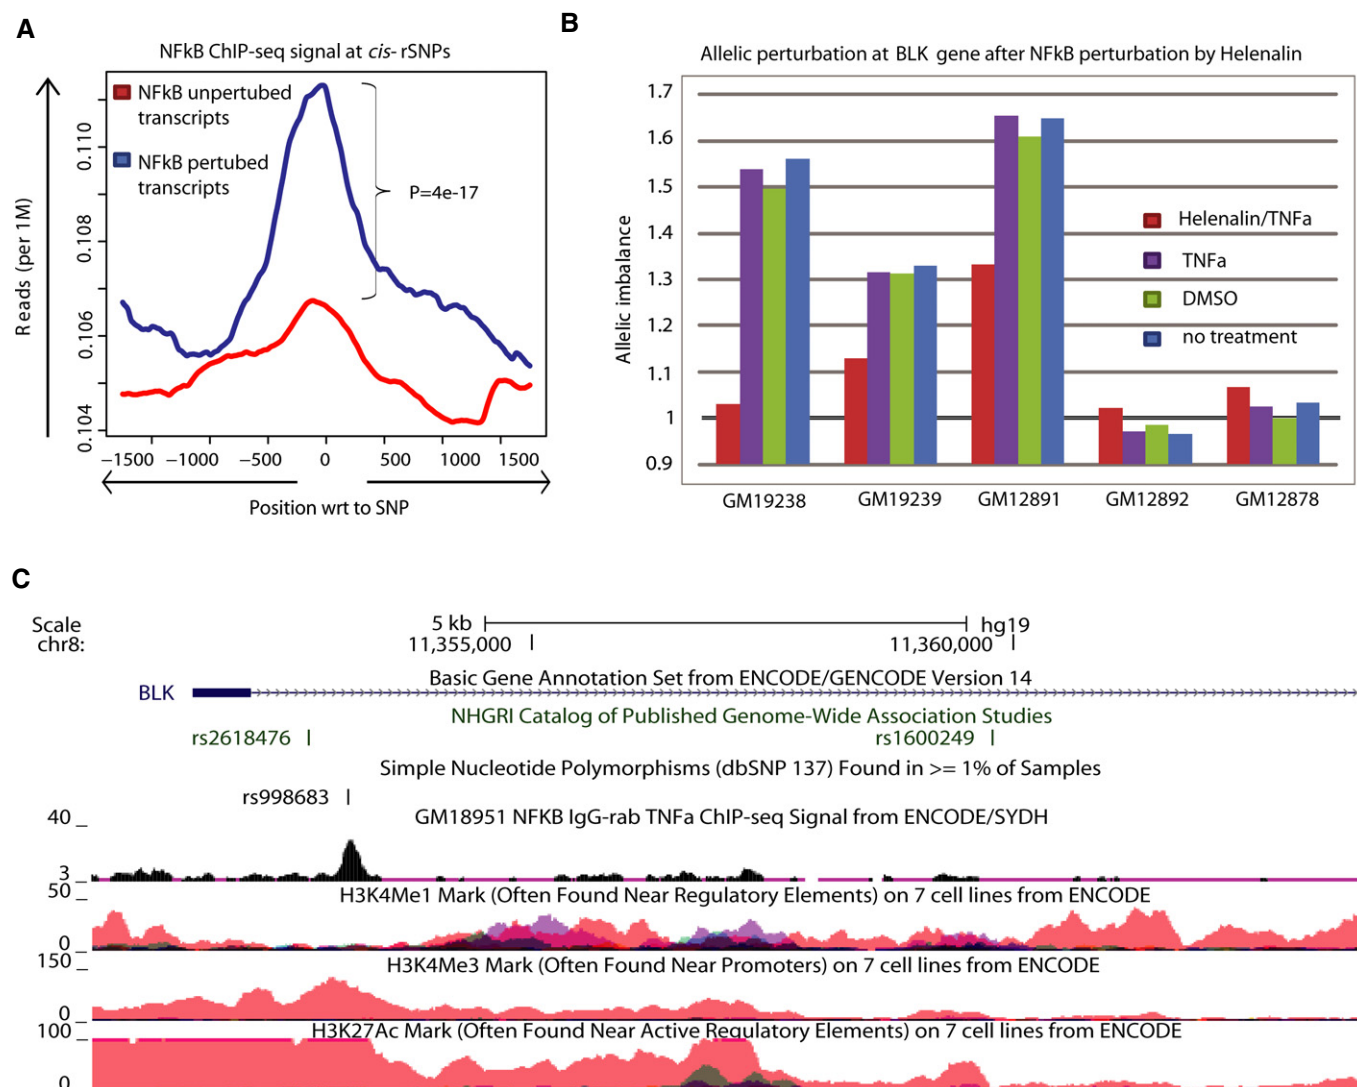 A
NFkB ChIP-seq signal at cis- rSNPs
NFkB unpertubed
transcripts
NFkB pertubed
transcripts
P=4e-17
Reads (per 1M)
0.110
0.108
0.106
0.104
−1500 −1000 −500 0 500 1000 1500
Position wrt to SNP
B
Allelic perturbation at BLK gene after NFkB perturbation by Helenalin
Allelic imbalance
1.7
1.6
1.5
1.4
1.3
1.2
1.1
1
0.9
Helenalin/TNFa
TNFa
DMSO
no treatment
GM19238 GM19239 GM12891 GM12892 GM12878
C
Scale 5 kb hg19
chr8: 11,355,000 11,360,000
Basic Gene Annotation Set from ENCODE/GENCODE Version 14
BLK
NHGRI Catalog of Published Genome-Wide Association Studies
rs2618476 rs1600249
Simple Nucleotide Polymorphisms (dbSNP 137) Found in >= 1% of Samples
rs998683
GM18951 NFKB IgG-rab TNFa ChIP-seq Signal from ENCODE/SYDH
40
3
H3K4Me1 Mark (Often Found Near Regulatory Elements) on 7 cell lines from ENCODE
50
0
H3K4Me3 Mark (Often Found Near Promoters) on 7 cell lines from ENCODE
150
0
H3K27Ac Mark (Often Found Near Active Regulatory Elements) on 7 cell lines from ENCODE
100
0